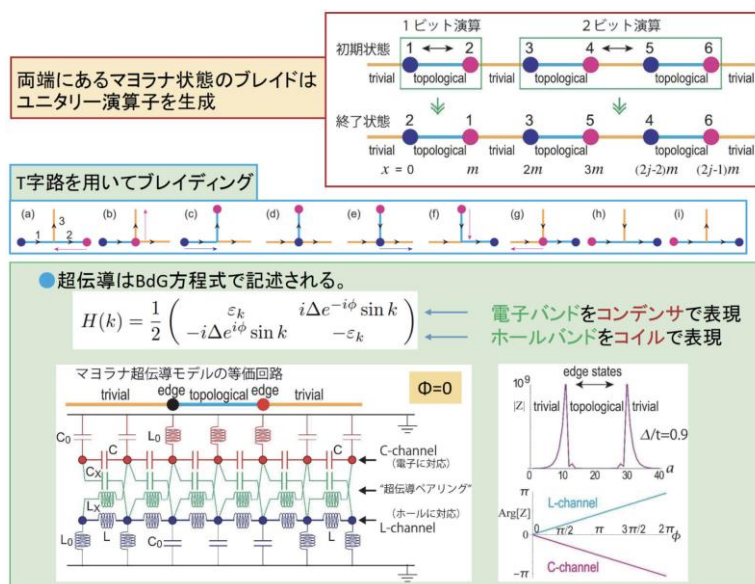 両端にあるマヨラナ状態のブレイドは
ユニタリー演算子を生成
1ビット演算 2ビット演算
初期状態 1 2 3 4 5 6
trivial topological trivial topological trivial topological trivial
終了状態 2 1 3 5 4 6
trivial topological trivial topological trivial topological trivial
x = 0 m 2m 3m (2j-2)m (2j-1)m
T字路を用いてブレイディング
(a) (b) (c) (d) (e) (f) (g) (h) (i)
3
1 2
●超伝導はBdG方程式で記述される。
H(k) = 1/2 ( ε_k iΔe^{-iφ} sin k
-iΔe^{iφ} sin k -ε_k )
電子バンドをコンデンサで表現
ホールバンドをコイルで表現
マヨラナ超伝導モデルの等価回路
Φ=0
edge edge
trivial topological trivial
C0 L0
C C
C-channel
(電子に対応)
CX
"超伝導ペアリング"
LX
(ホールに対応)
L-channel
L0 L C0 L L0
edge states
10^9
|Z|
trivial topological trivial
Δ/t=0.9
0 10 20 30 40 a
π
L-channel
Arg[Z]
0 0 π/2 π 3π/2 2π φ
C-channel
-π